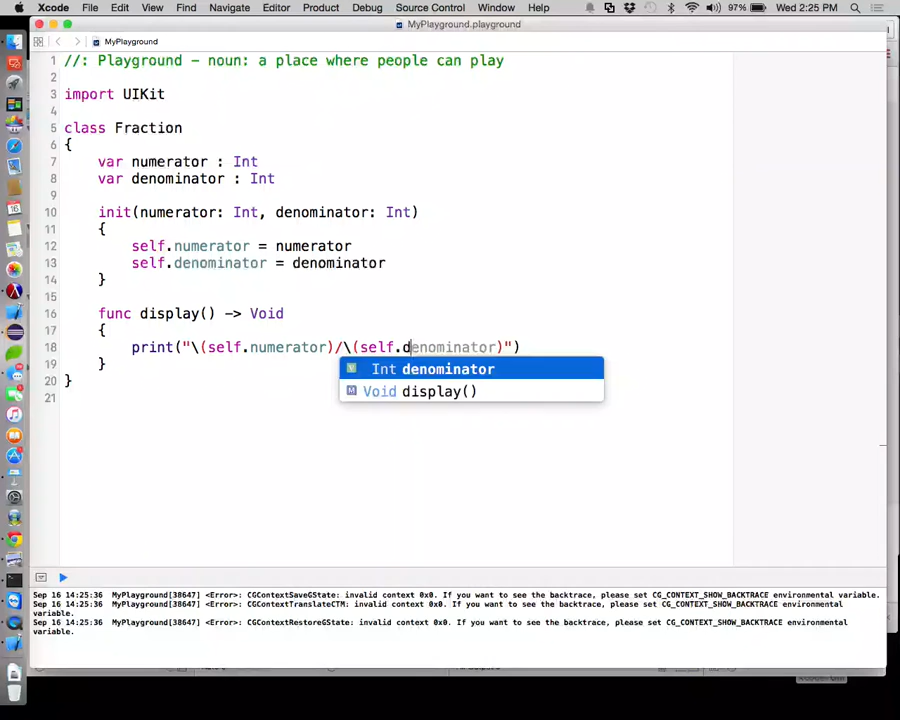 Xcode File Edit View Find Navigate Editor Product Debug Source Control Window Help 97% Wed 2:25 PM
MyPlayground.playground
MyPlayground
1 //: Playground - noun: a place where people can play
2
3 import UIKit
4
5 class Fraction
6 {
7 var numerator : Int
8 var denominator : Int
9
10 init(numerator: Int, denominator: Int)
11 {
12 self.numerator = numerator
13 self.denominator = denominator
14 }
15
16 func display() -> Void
17 {
18 print("\(self.numerator)/\(self.denominator)")
19 }
Int denominator
20 }
Void display()
21
Sep 16 14:25:36 MyPlayground[38647] <Error>: CGContextSaveGState: invalid context 0x0. If you want to see the backtrace, please set CG_CONTEXT_SHOW_BACKTRACE environmental variable.
Sep 16 14:25:36 MyPlayground[38647] <Error>: CGContextTranslateCTM: invalid context 0x0. If you want to see the backtrace, please set CG_CONTEXT_SHOW_BACKTRACE environmental
variable.
Sep 16 14:25:36 MyPlayground[38647] <Error>: CGContextRestoreGState: invalid context 0x0. If you want to see the backtrace, please set CG_CONTEXT_SHOW_BACKTRACE environmental
variable.